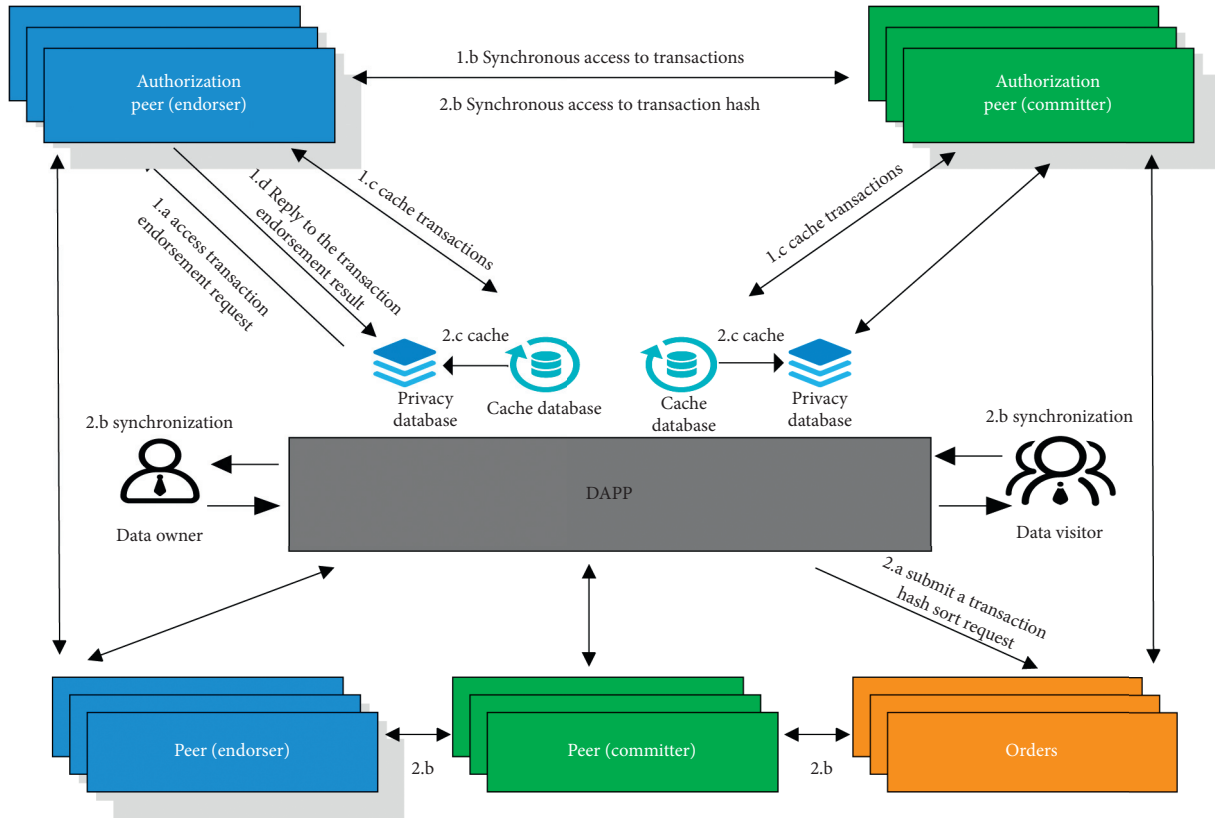 Authorization
peer (endorser)
1.b Synchronous access to transactions
2.b Synchronous access to transaction hash
Authorization
peer (committer)
1.a access transaction
endorsement request
1.d Reply to the transaction
endorsement result
1.c cache transactions
1.c cache transactions
2.c cache
2.c cache
Privacy
database
Cache database
Cache
database
Privacy
database
2.b synchronization
2.b synchronization
Data owner
DAPP
Data visitor
2.a submit a transaction
hash sort request
Peer (endorser)
2.b
Peer (committer)
2.b
Orders